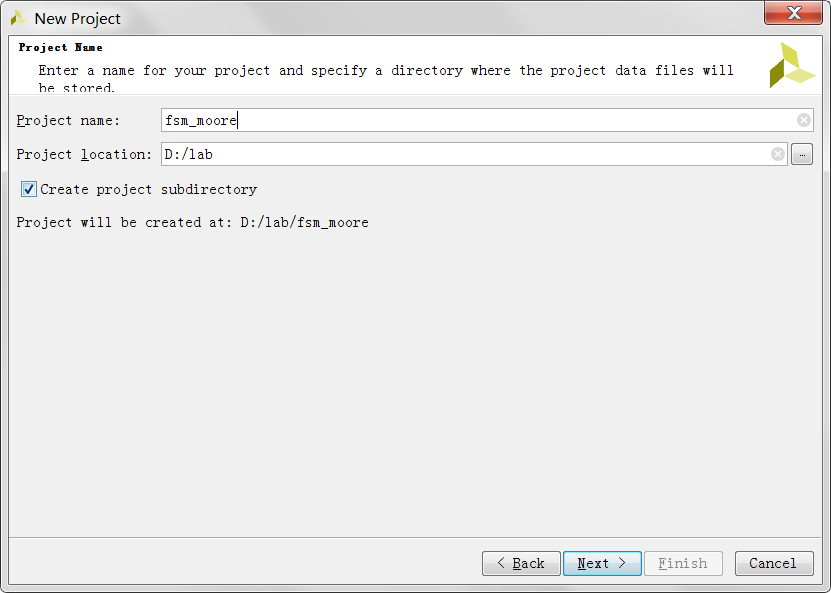 New Project
Project Name
Enter a name for your project and specify a directory where the project data files will
be stored.
Project name: fsm_moore
Project location: D:/lab ...
Create project subdirectory
Project will be created at: D:/lab/fsm_moore
< Back Next > Finish Cancel